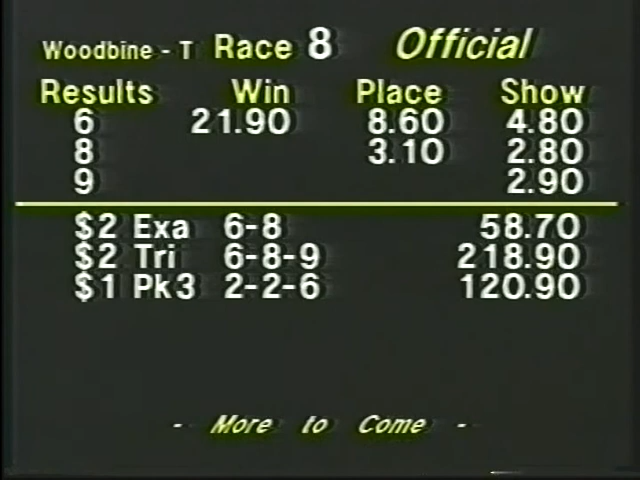 Woodbine - T Race 8 Official
Results Win Place Show
6 21.90 8.60 4.80
8 3.10 2.80
9 2.90
$2 Exa 6-8 58.70
$2 Tri 6-8-9 218.90
$1 Pk3 2-2-6 120.90
- More to Come -